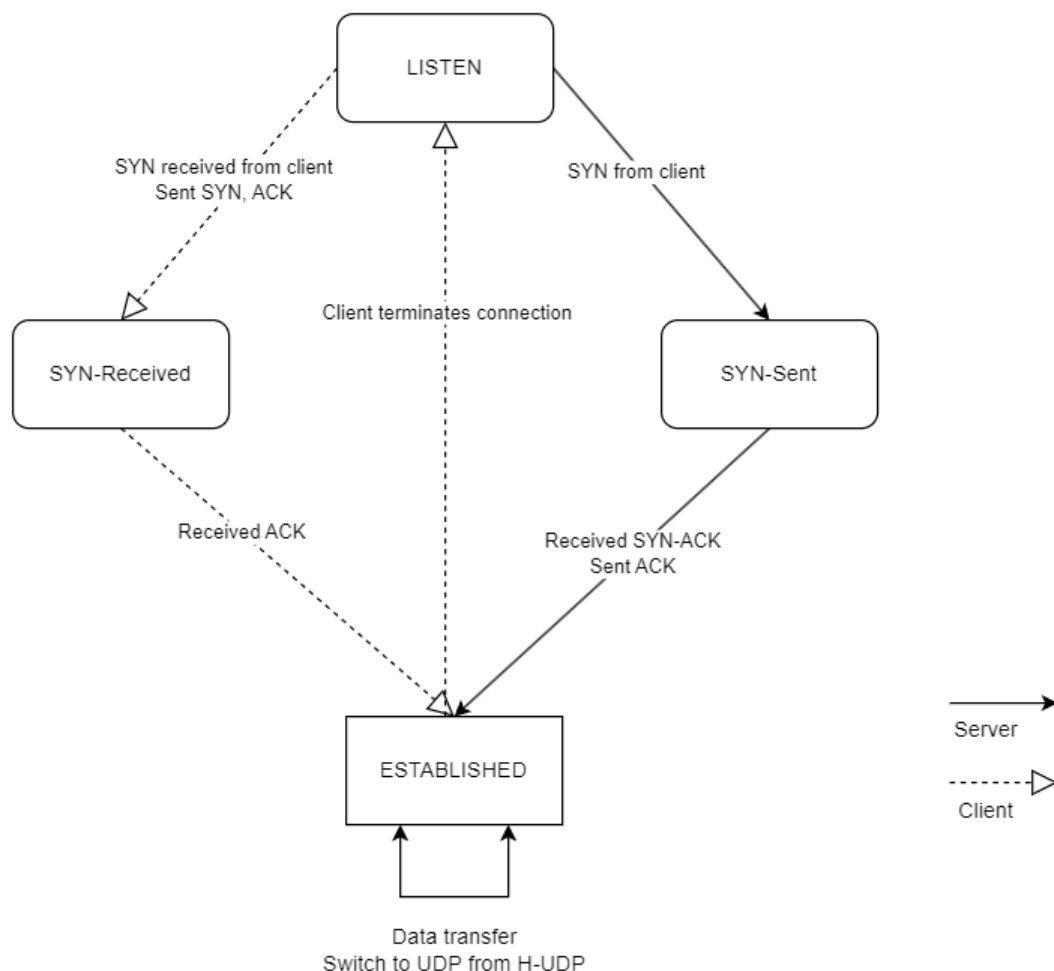 LISTEN
SYN received from client
Sent SYN, ACK
SYN from client
Client terminates connection
SYN-Received
SYN-Sent
Received ACK
Received SYN-ACK
Sent ACK
ESTABLISHED
Server
Client
Data transfer
Switch to UDP from H-UDP